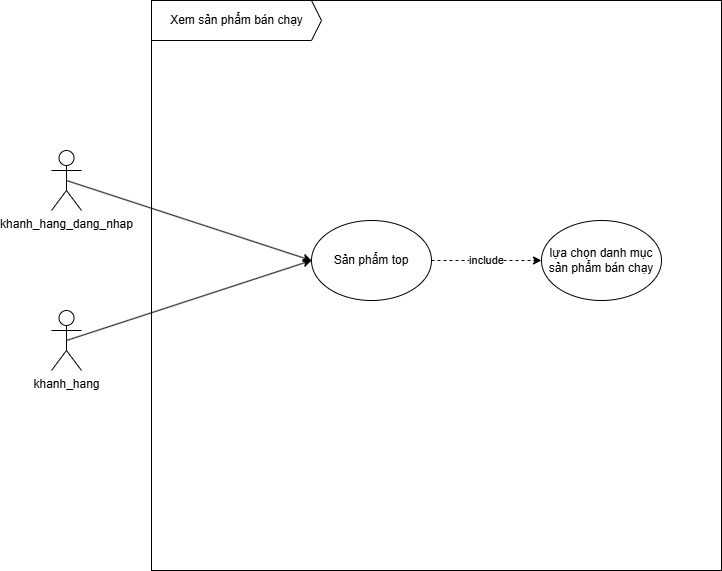 Xem sản phẩm bán chạy
khanh_hang_dang_nhap
Sản phẩm top
include
lựa chọn danh mục
sản phẩm bán chạy
khanh_hang